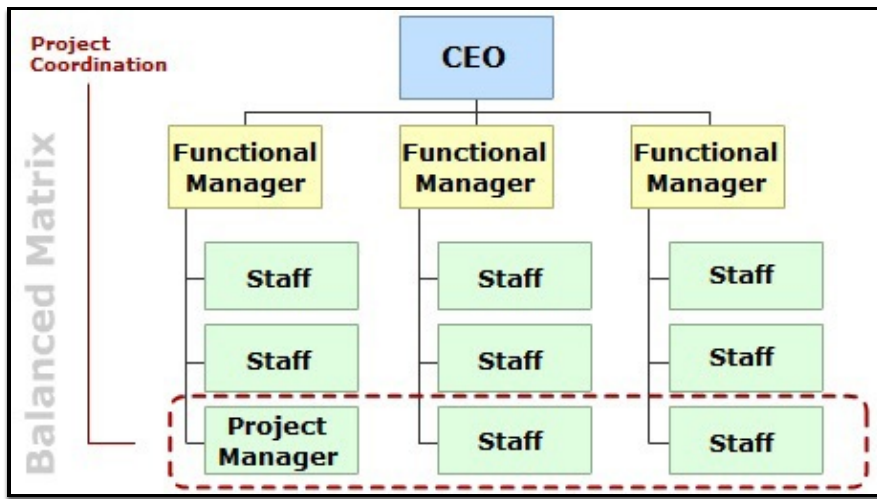 Project
Coordination
CEO
Balanced Matrix
Functional
Manager
Functional
Manager
Functional
Manager
Staff
Staff
Staff
Staff
Staff
Staff
Project
Manager
Staff
Staff